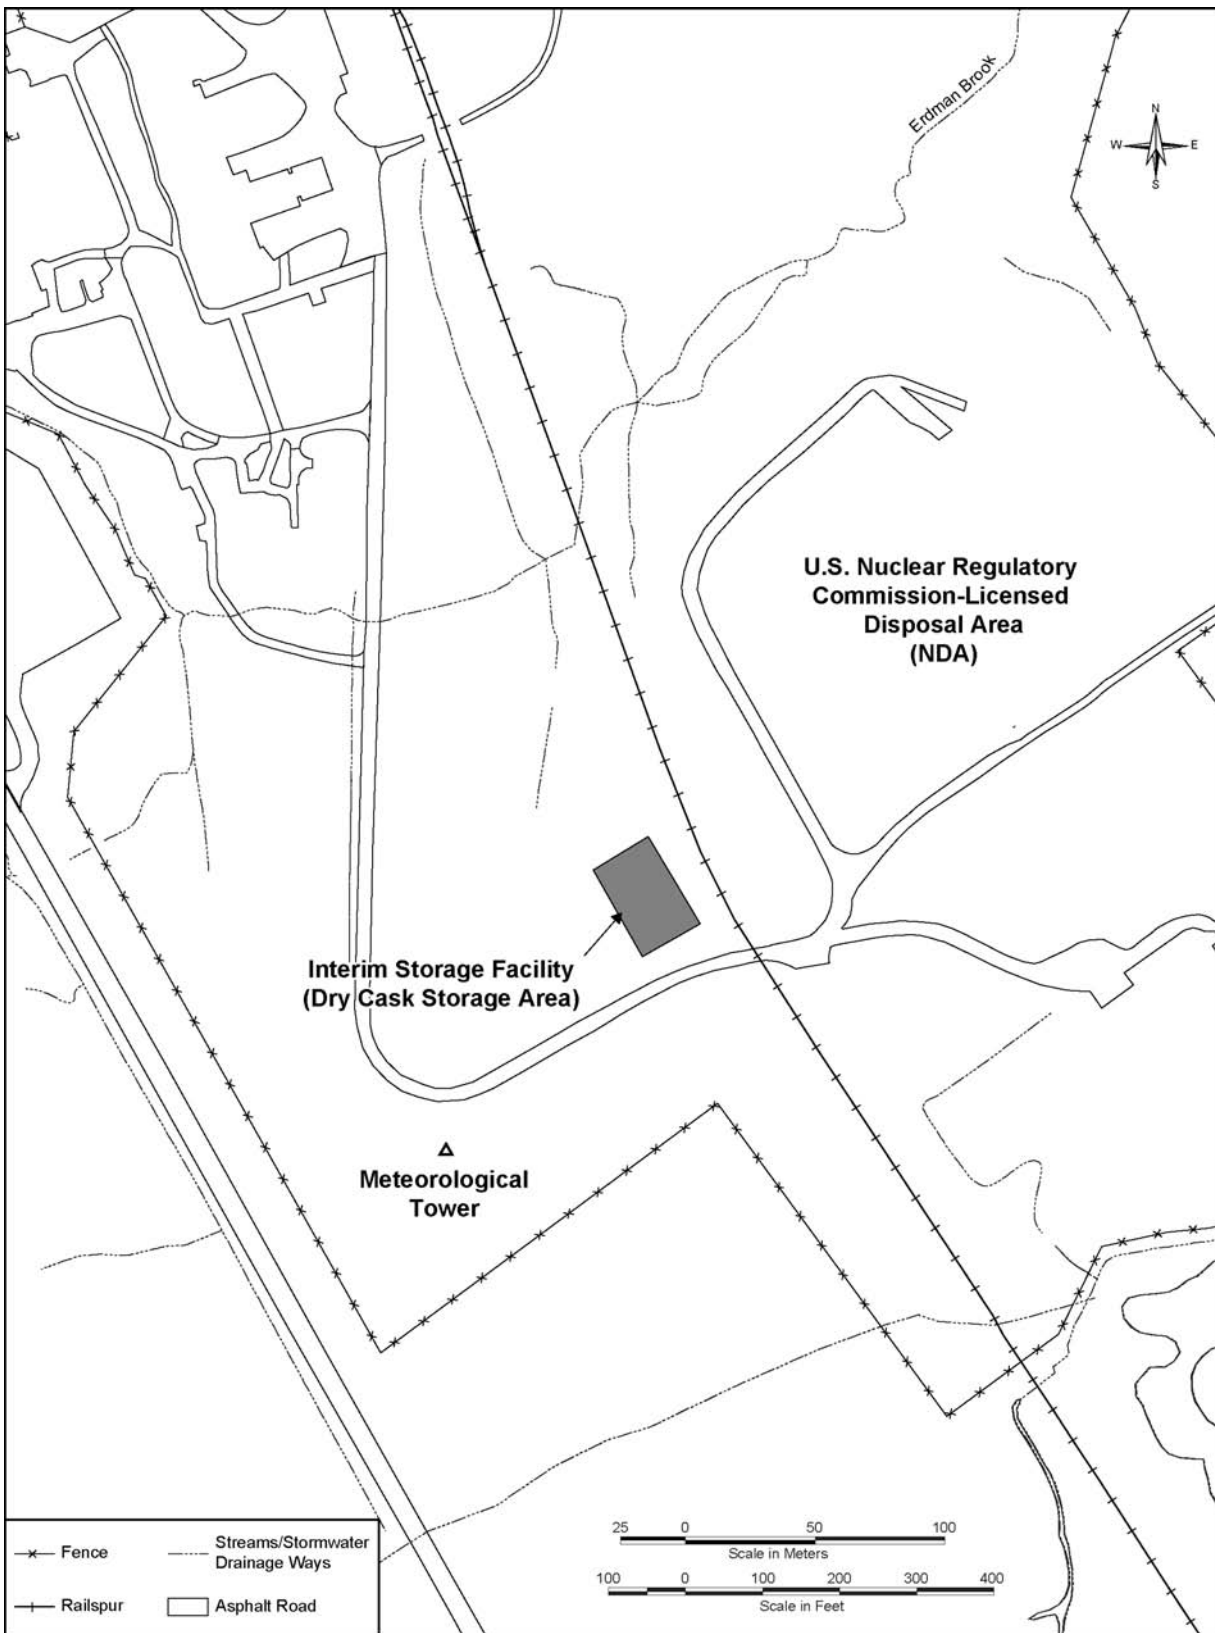 Erdman Brook
N
W E
S
U.S. Nuclear Regulatory
Commission-Licensed
Disposal Area
(NDA)
Interim Storage Facility
(Dry Cask Storage Area)
Meteorological
Tower
Fence
Streams/Stormwater
Drainage Ways
Railspur
Asphalt Road
25 0 50 100
Scale in Meters
100 0 100 200 300 400
Scale in Feet